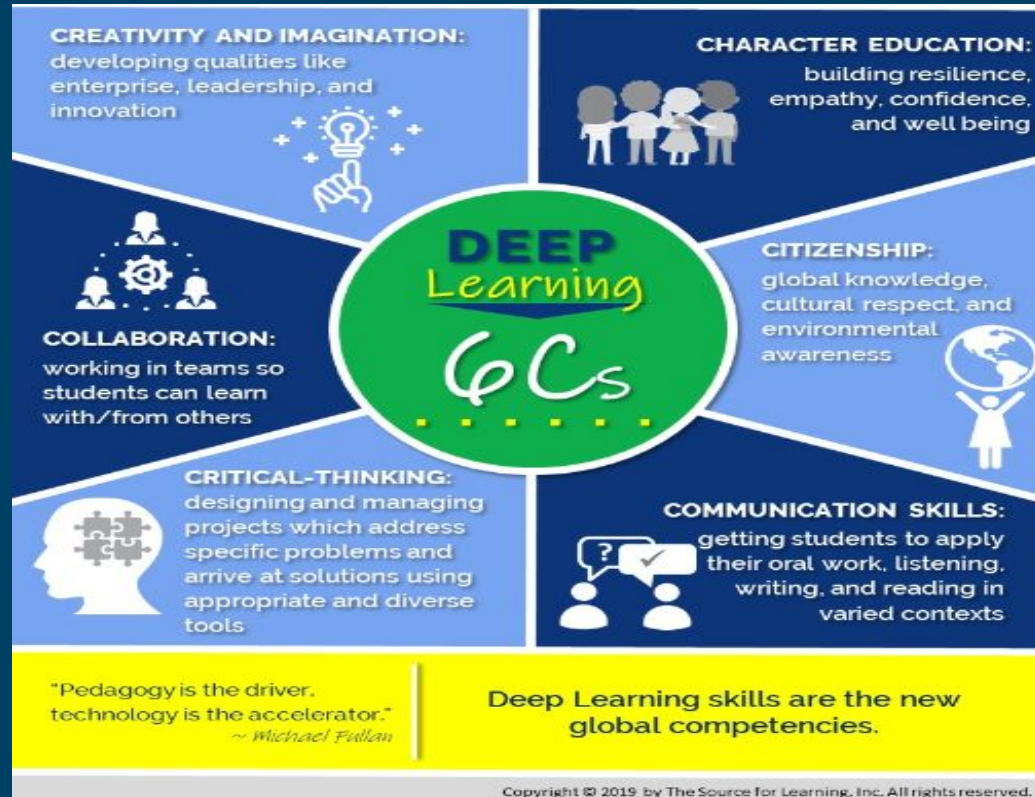 CREATIVITY AND IMAGINATION:
developing qualities like
enterprise, leadership, and
innovation
CHARACTER EDUCATION:
building resilience,
empathy, confidence,
and well being
DEEP
Learning
6Cs
COLLABORATION:
working in teams so
students can learn
with/from others
CITIZENSHIP:
global knowledge,
cultural respect, and
environmental
awareness
CRITICAL-THINKING:
designing and managing
projects which address
specific problems and
arrive at solutions using
appropriate and diverse
tools
COMMUNICATION SKILLS:
?
getting students to apply
their oral work, listening,
writing, and reading in
varied contexts
"Pedagogy is the driver,
technology is the accelerator."
~ Michael Fullan
Deep Learning skills are the new
global competencies.
Copyright © 2019 by The Source for Learning, Inc. All rights reserved.